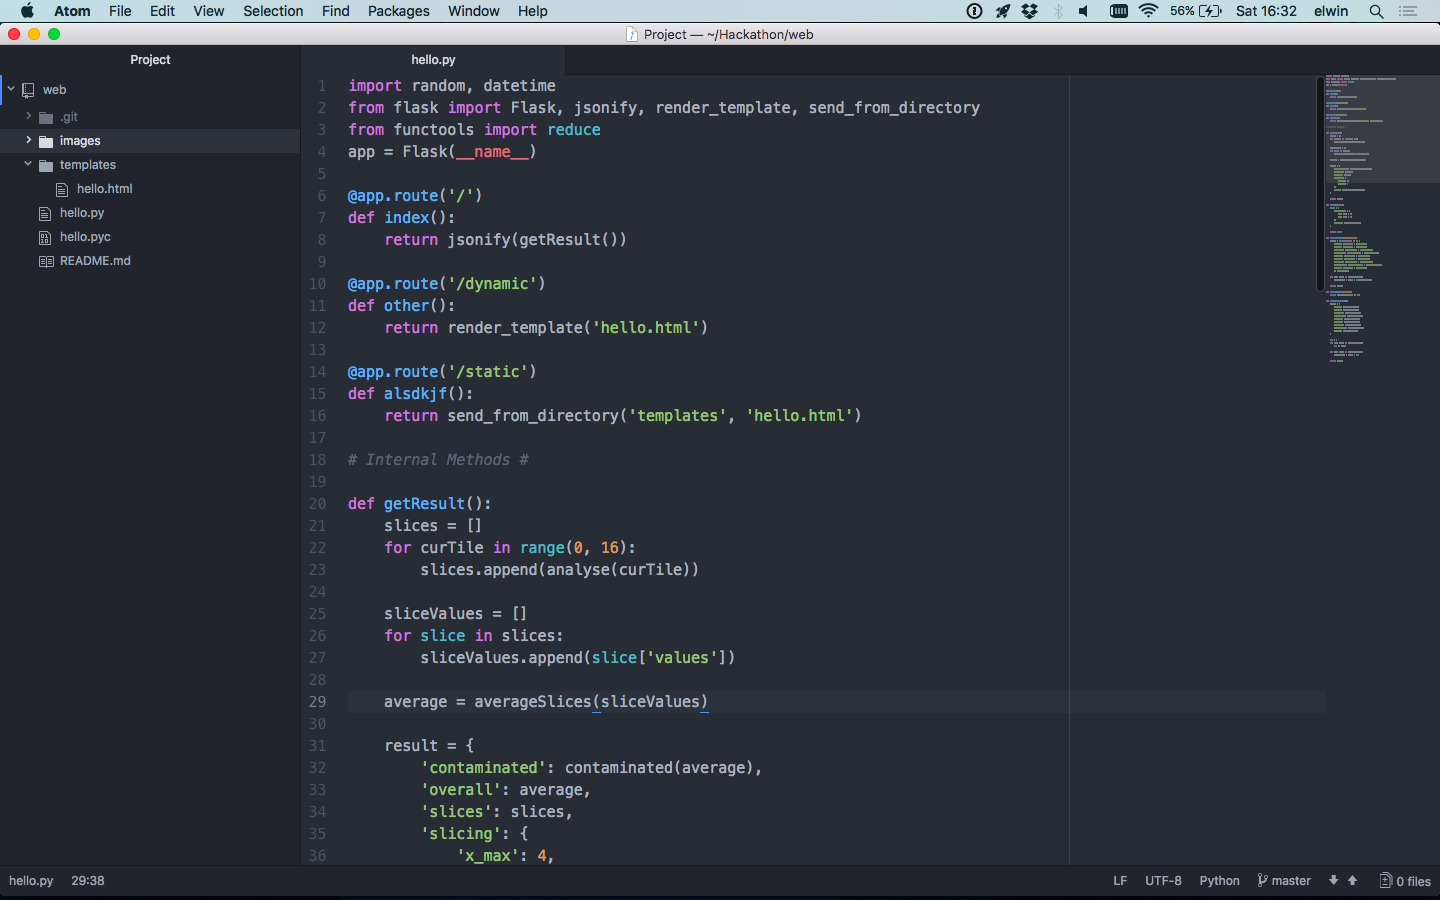 Atom File Edit View Selection Find Packages Window Help 56% Sat 16:32 elwin
Project — ~/Hackathon/web
Project
hello.py
web
.git
images
templates
hello.html
hello.py
hello.pyc
README.md
1 import random, datetime
2 from flask import Flask, jsonify, render_template, send_from_directory
3 from functools import reduce
4 app = Flask(__name__)
5
6 @app.route('/')
7 def index():
8     return jsonify(getResult())
9
10 @app.route('/dynamic')
11 def other():
12     return render_template('hello.html')
13
14 @app.route('/static')
15 def alsdkjf():
16     return send_from_directory('templates', 'hello.html')
17
18 # Internal Methods #
19
20 def getResult():
21     slices = []
22     for curTile in range(0, 16):
23         slices.append(analyse(curTile))
24
25     sliceValues = []
26     for slice in slices:
27         sliceValues.append(slice['values'])
28
29     average = averageSlices(sliceValues)
30
31     result = {
32         'contaminated': contaminated(average),
33         'overall': average,
34         'slices': slices,
35         'slicing': {
36             'x_max': 4,
hello.py 29:38 LF UTF-8 Python master 0 files